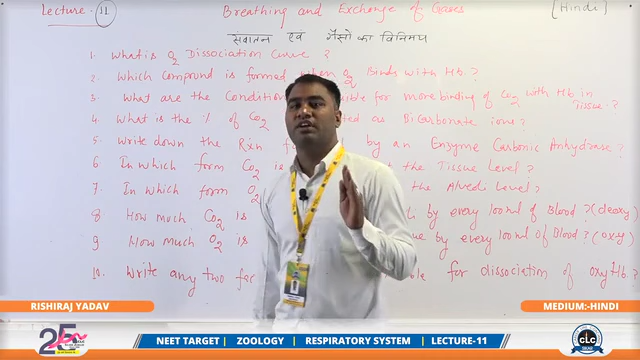 Lecture. 11 Breathing and Exchange of Gases [Hindi]
संवातन एवं गैसों का विनिमय
1. What is O2 Dissociation Curve?
2. Which Compound is formed when O2 Binds with Hb.?
3. What are the Condition for more binding of CO2 with Hb in Tissue.?
4. What is the % of CO2 as Bicarbonate ions?
5. Write down the Rxn by an Enzyme Carbonic Anhydrase?
6. In which form CO2 is the Tissue Level?
7. In which form O2 the Alveoli Level?
8. How much CO2 is by every 100ml of Blood? (deoxy)
9. How much O2 is by every 100ml of Blood? (oxy)
10. Write any two for dissociation of oxyHb.?
RISHIRAJ YADAV
MEDIUM:-HINDI
25
NEET TARGET | ZOOLOGY | RESPIRATORY SYSTEM | LECTURE-11
CLC